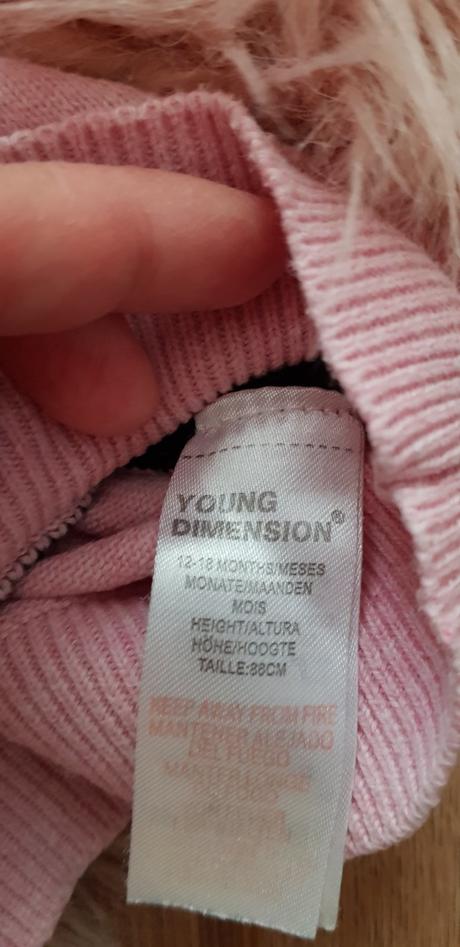 YOUNG
DIMENSION®
12-18 MONTHS/MESES
MONATE/MAANDEN
MOIS
HEIGHT/ALTURA
HÖHE/HOOGTE
TAILLE:86CM
KEEP AWAY FROM FIRE
MANTENER ALEJADO
DEL FUEGO